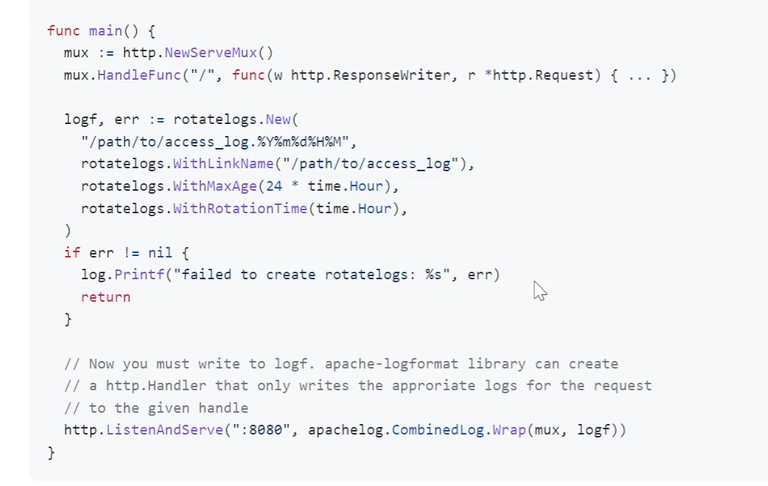 func main() {
  mux := http.NewServeMux()
  mux.HandleFunc("/", func(w http.ResponseWriter, r *http.Request) { ... })
  logf, err := rotatelogs.New(
    "/path/to/access_log.%Y%m%d%H%M",
    rotatelogs.WithLinkName("/path/to/access_log"),
    rotatelogs.WithMaxAge(24 * time.Hour),
    rotatelogs.WithRotationTime(time.Hour),
  )
  if err != nil {
    log.Printf("failed to create rotatelogs: %s", err)
    return
  }
  // Now you must write to logf. apache-logformat library can create
  // a http.Handler that only writes the approriate logs for the request
  // to the given handle
  http.ListenAndServe(":8080", apachelog.CombinedLog.Wrap(mux, logf))
}